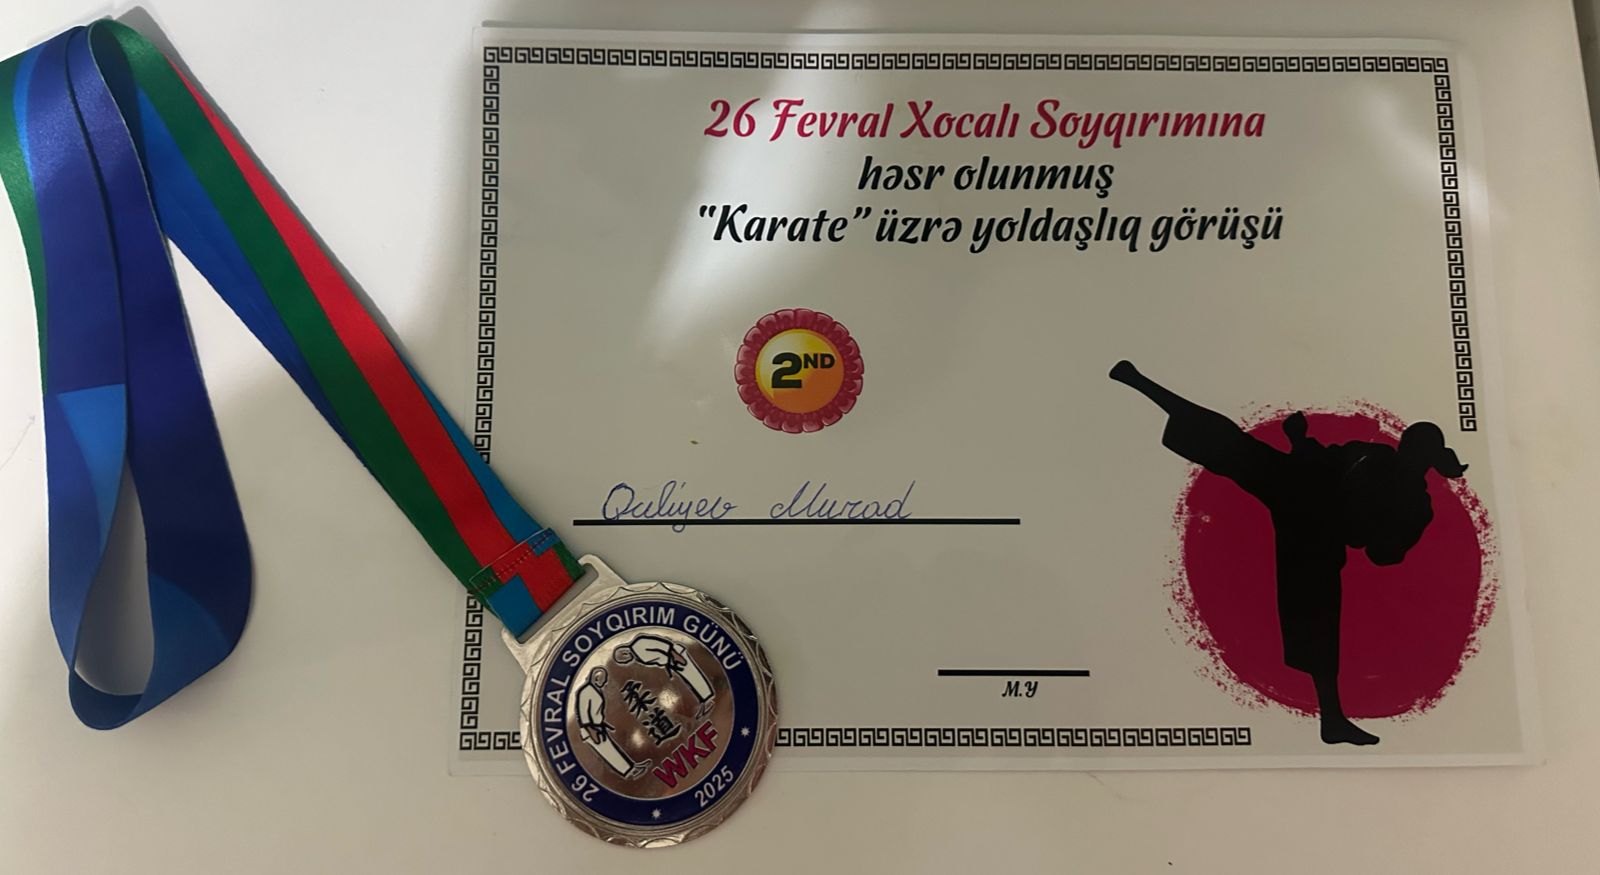 26 Fevral Xocalı Soyqırımına
həsr olunmuş
“Karate” üzrə yoldaşlıq görüşü
2ND
Quliyev Murad
M.Y
26 FEVRAL SOYQIRIM GÜNÜ
柔道
WKF
2025